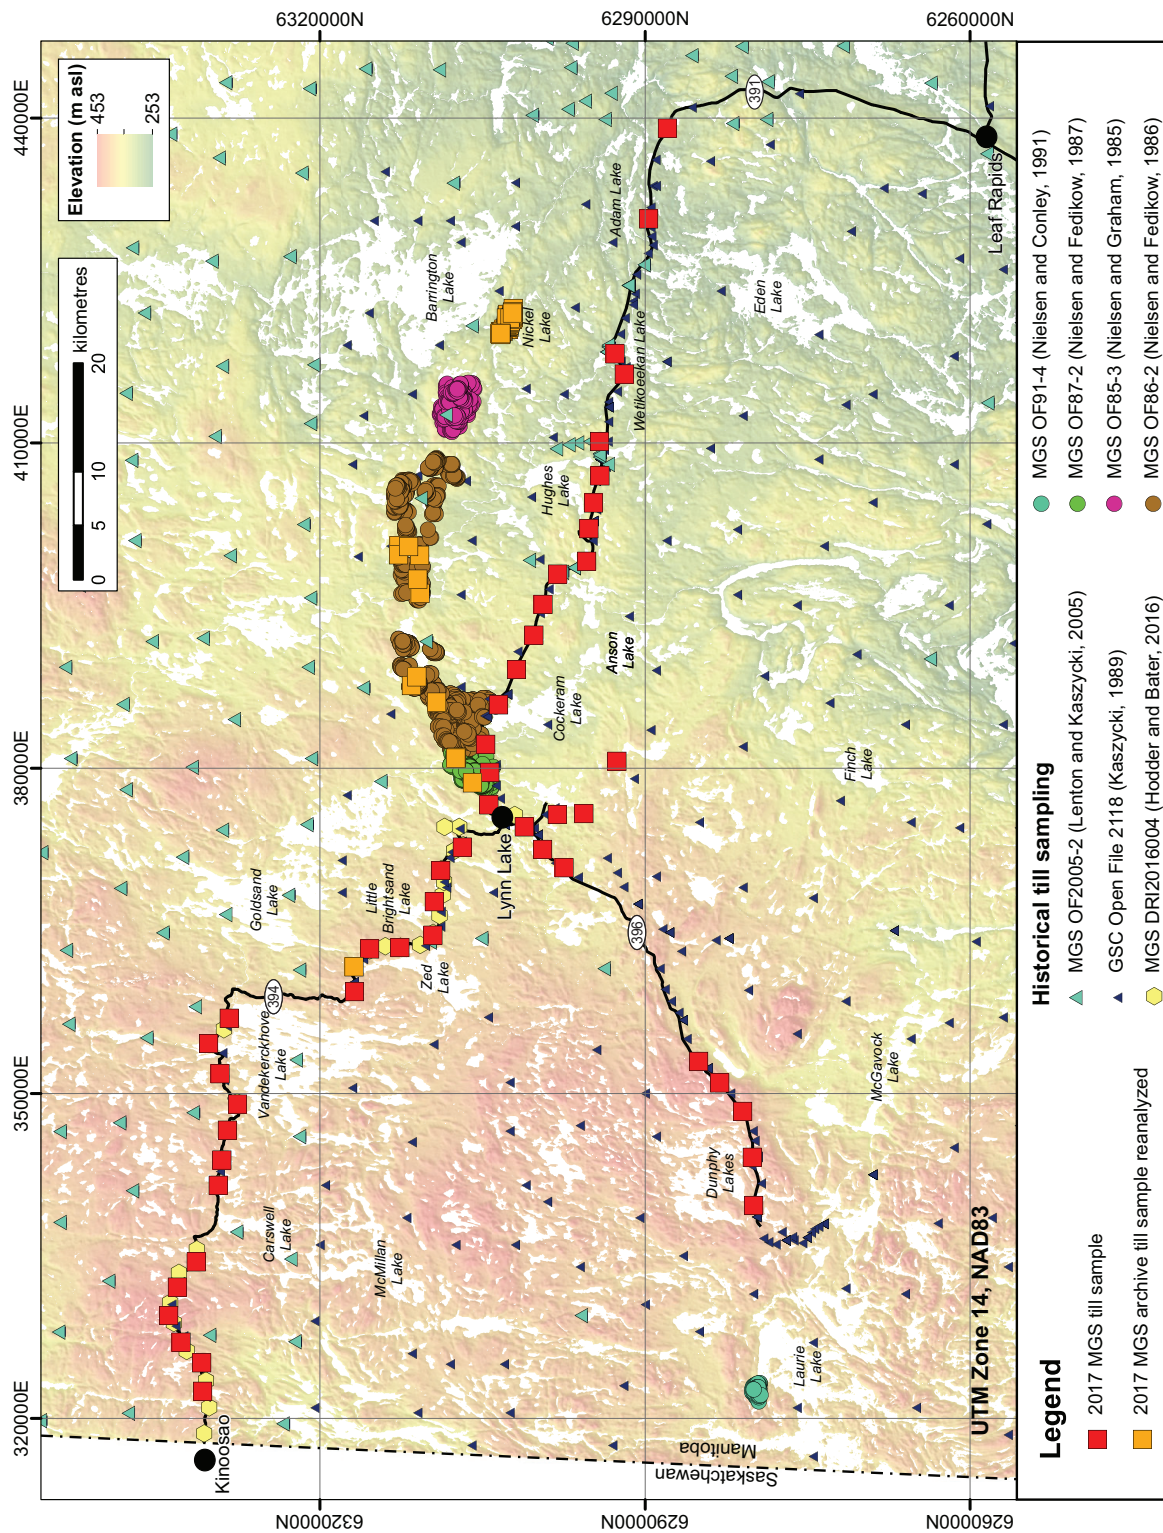 320000E
350000E
380000E
410000E
440000E
6320000N
6290000N
6260000N
6320000N
6290000N
6260000N
0
5
10
20
kilometres
Elevation (m asl)
453
253
Kinoosao
Carswell
Lake
McMillan
Lake
Vandekerckhove
Lake
394
Goldsand
Lake
Little
Brightsand
Lake
Zed
Lake
Lynn Lake
Cockeram
Lake
Anson
Lake
Hughes
Lake
Barrington
Lake
Nickel
Lake
Wetikoeekan Lake
Adam Lake
391
Eden
Lake
Leaf Rapids
Finch
Lake
396
McGavock
Lake
Dunphy
Lakes
Laurie
Lake
Manitoba
Saskatchewan
UTM Zone 14, NAD83
Legend
2017 MGS till sample
2017 MGS archive till sample reanalyzed
Historical till sampling
MGS OF2005-2 (Lenton and Kaszycki, 2005)
GSC Open File 2118 (Kaszycki, 1989)
MGS DRI2016004 (Hodder and Bater, 2016)
MGS OF91-4 (Nielsen and Conley, 1991)
MGS OF87-2 (Nielsen and Fedikow, 1987)
MGS OF85-3 (Nielsen and Graham, 1985)
MGS OF86-2 (Nielsen and Fedikow, 1986)